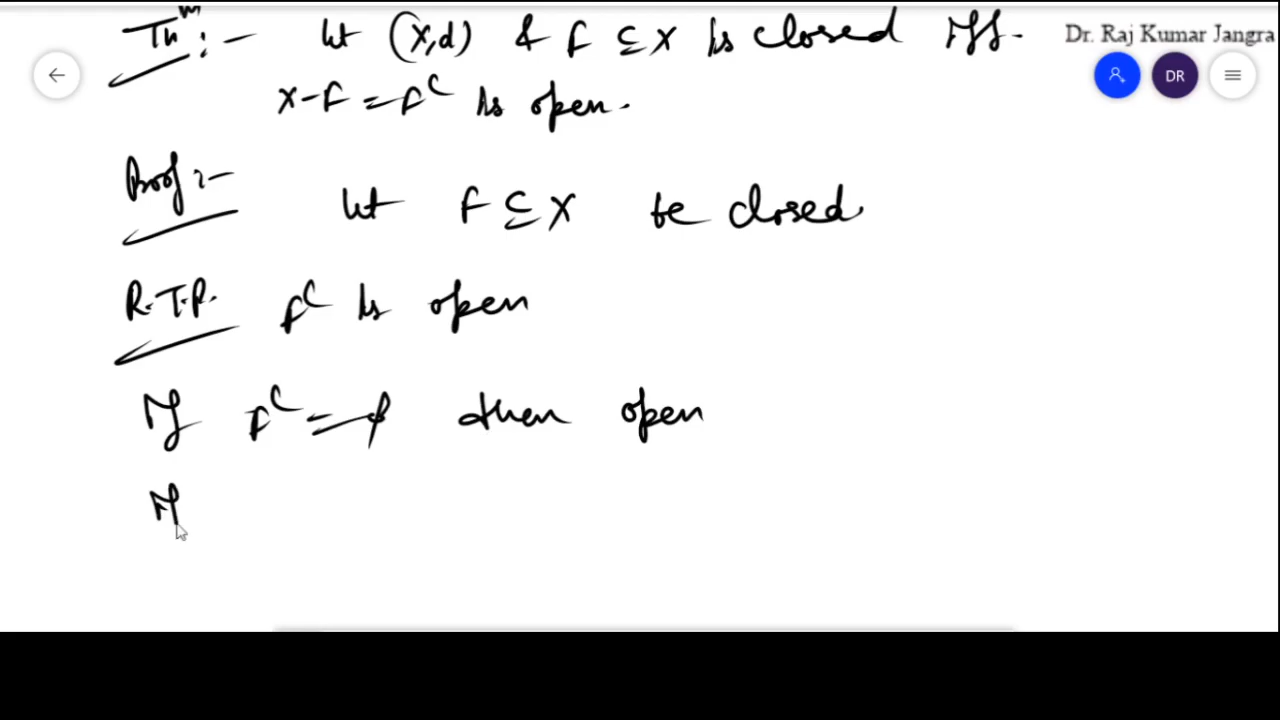 Thm :- let (X,d) & F ⊆ X is closed iff. Dr. Raj Kumar Jangra
DR
X-F = F^C is open.
Proof :- let F ⊆ X be closed
R.T.P. F^C is open
If F^C = φ then open
If